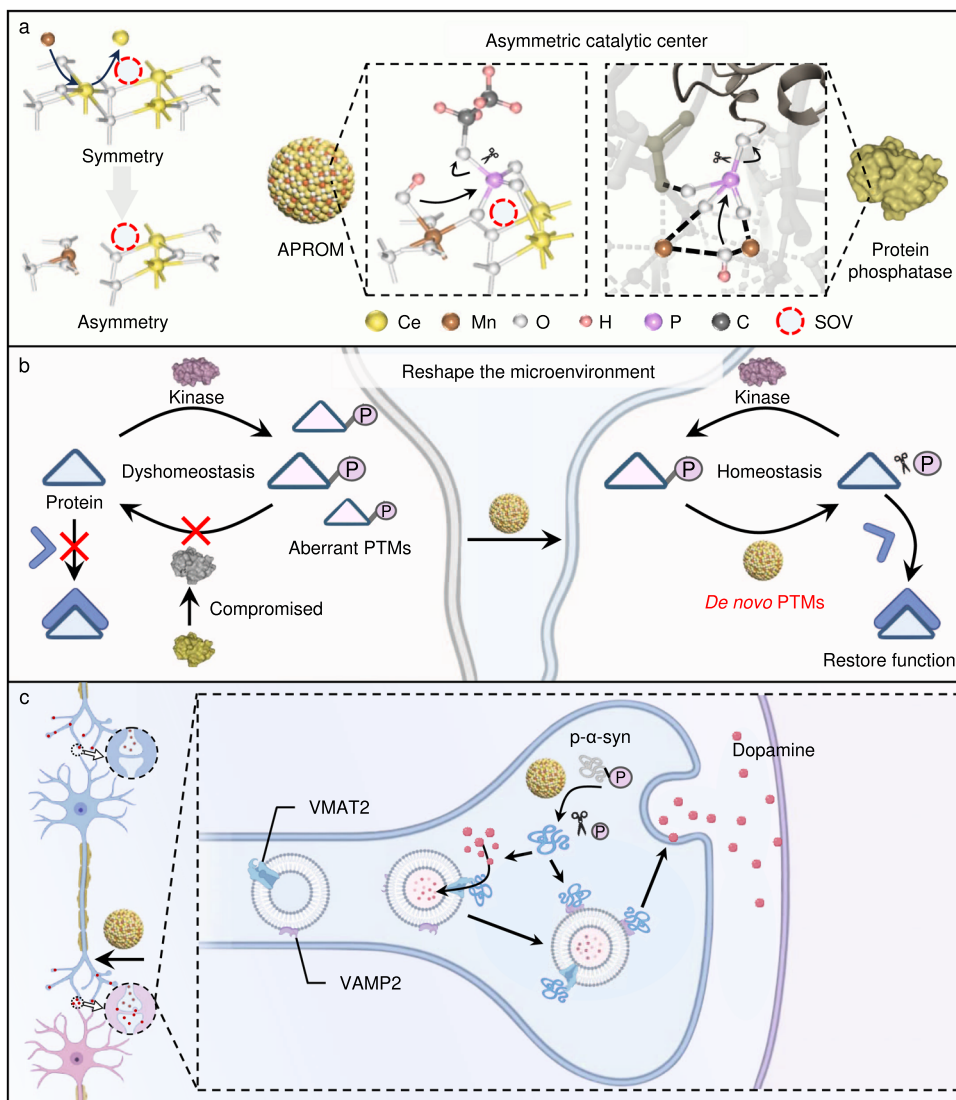 a
Asymmetric catalytic center
Symmetry
Asymmetry
APROM
Protein
phosphatase
Ce
Mn
O
H
P
C
SOV
b
Reshape the microenvironment
Kinase
P
Dyshomeostasis
P
Protein
P
Aberrant PTMs
Compromised
Kinase
P
Homeostasis
P
De novo PTMs
Restore function
c
p-α-syn
P
Dopamine
P
VMAT2
VAMP2